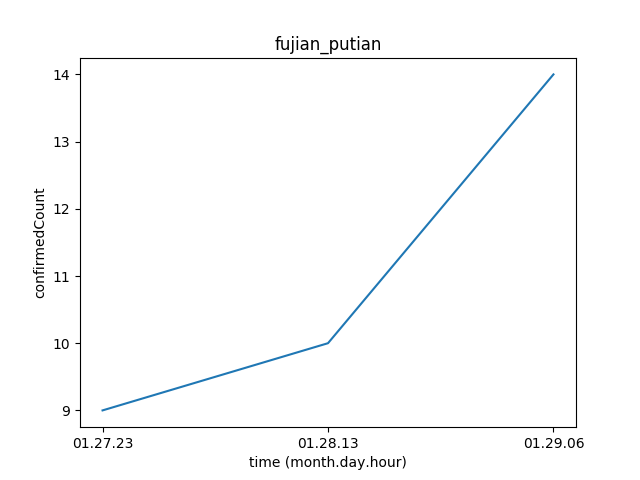 fujian_putian
confirmedCount
14
13
12
11
10
9
01.27.23 01.28.13 01.29.06
time (month.day.hour)